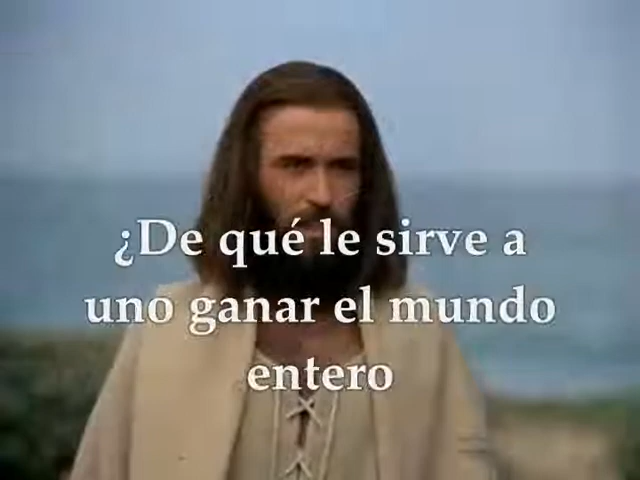 ¿De qué le sirve a
uno ganar el mundo
entero